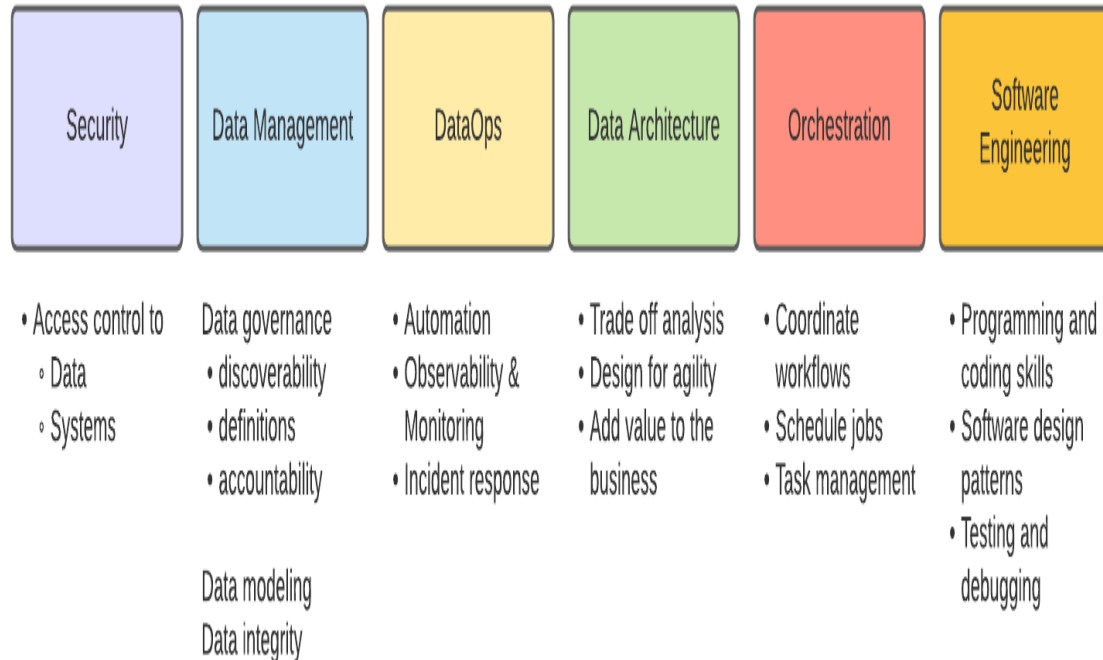 Security
Data Management
DataOps
Data Architecture
Orchestration
Software
Engineering
• Access control to
◦ Data
◦ Systems
Data governance
• discoverability
• definitions
• accountability
Data modeling
Data integrity
• Automation
• Observability &
Monitoring
• Incident response
• Trade off analysis
• Design for agility
• Add value to the
business
• Coordinate
workflows
• Schedule jobs
• Task management
• Programming and
coding skills
• Software design
patterns
• Testing and
debugging